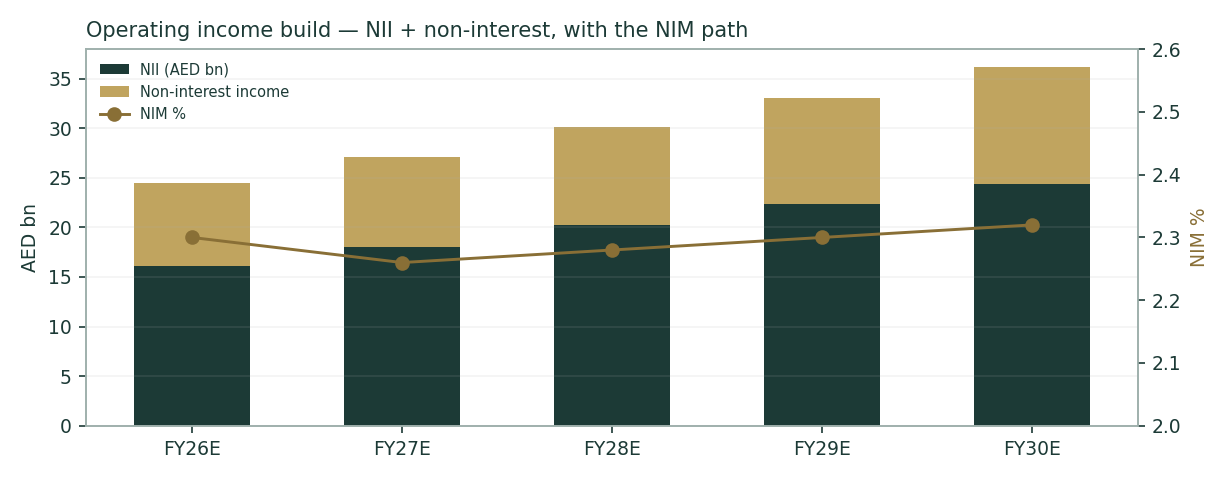 Operating income build — NII + non-interest, with the NIM path
NII (AED bn)
Non-interest income
NIM %
AED bn
35
30
25
20
15
10
5
0
2.6
2.5
2.4
2.3
2.2
2.1
2.0
NIM %
FY26E
FY27E
FY28E
FY29E
FY30E